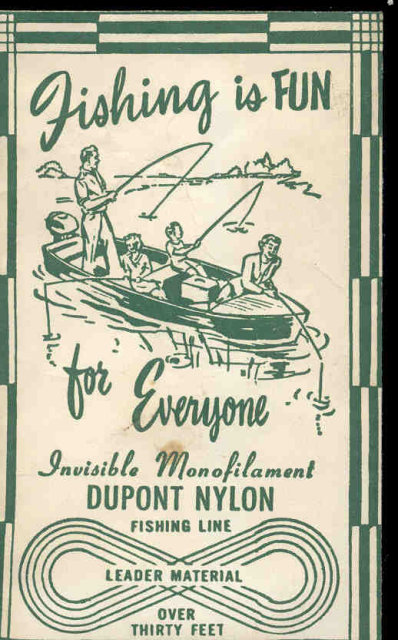 Fishing is FUN
for Everyone
Invisible Monofilament
DUPONT NYLON
FISHING LINE
LEADER MATERIAL
OVER
THIRTY FEET